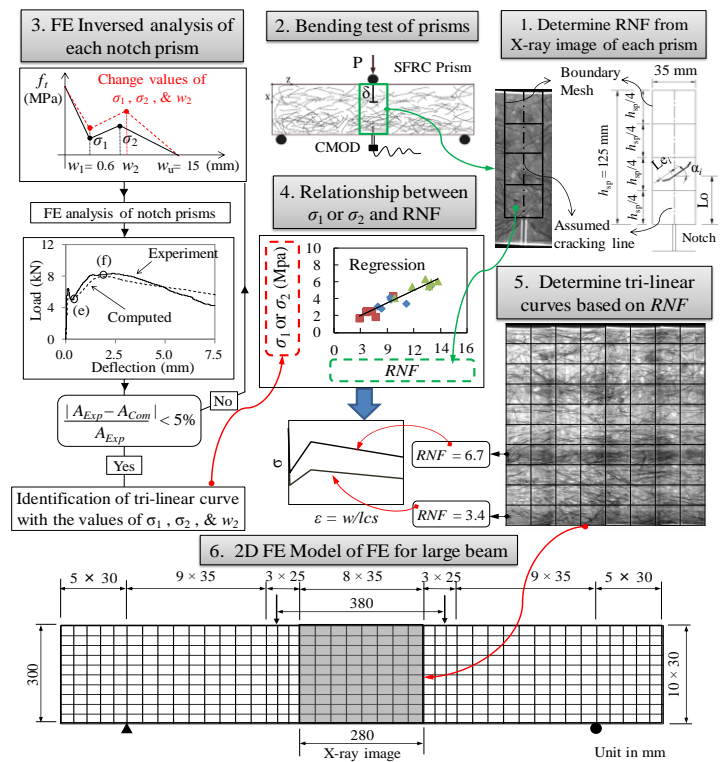 3. FE Inversed analysis of
each notch prism
f_t
(MPa)
Change values of
σ1 , σ2 , & w2
σ1
σ2
w1= 0.6 w2 wu= 15 (mm)
FE analysis of notch prisms
Load (kN)
12
8
4
0
(f)
(e)
Experiment
Computed
0.0 2.5 5.0 7.5
Deflection (mm)
| A_Exp − A_Com |
A_Exp
< 5%
No
Yes
Identification of tri-linear curve
with the values of σ1 , σ2 , & w2
2. Bending test of prisms
P
SFRC Prism
z
x
δ
CMOD
1. Determine RNF from
X-ray image of each prism
Boundary
Mesh
35 mm
h_sp = 125 mm
h_sp/4
h_sp/4
h_sp/4
h_sp/4
Le_i
α_i
Lo
Assumed
cracking line
Notch
4. Relationship between
σ1 or σ2 and RNF
σ1 or σ2 (Mpa)
10
8
6
4
2
0
Regression
0 3 6 8 11 14 16
RNF
5. Determine tri-linear
curves based on RNF
σ
ε = w/lcs
RNF = 6.7
RNF = 3.4
6. 2D FE Model of FE for large beam
5 × 30 9 × 35 3 × 25 8 × 35 3 × 25 9 × 35 5 × 30
380
300
10 × 30
280
X-ray image
Unit in mm